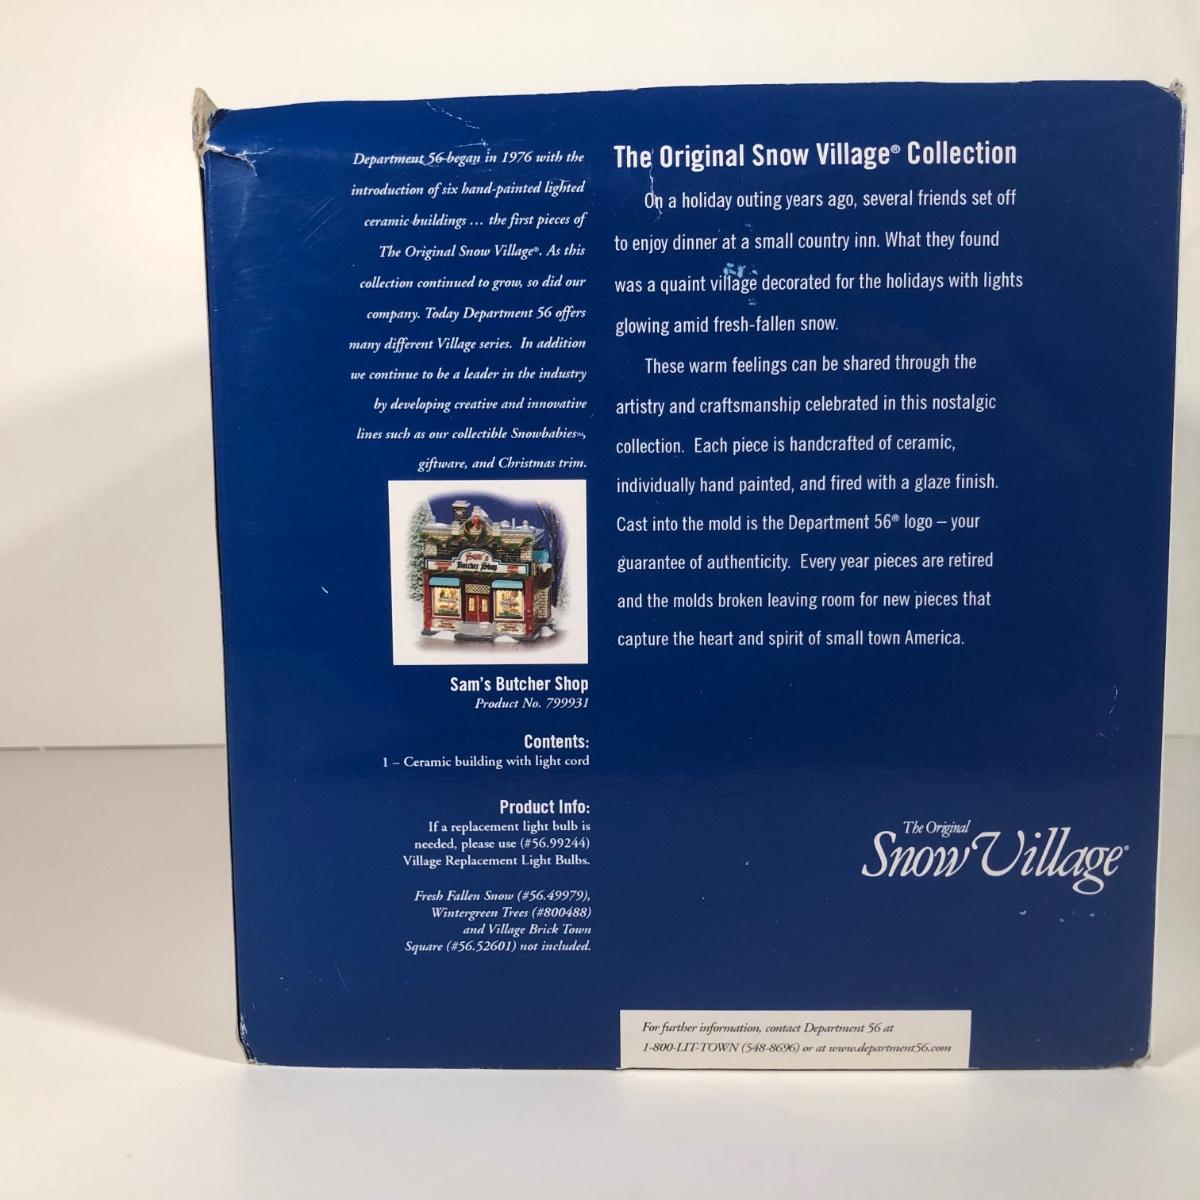 Department 56 began in 1976 with the
introduction of six hand-painted lighted
ceramic buildings ... the first pieces of
The Original Snow Village®. As this
collection continued to grow, so did our
company. Today Department 56 offers
many different Village series.  In addition
we continue to be a leader in the industry
by developing creative and innovative
lines such as our collectible Snowbabies™,
giftware, and Christmas trim.
Sam's
Butcher Shop
Sam's Butcher Shop
Product No. 799931
Contents:
1 – Ceramic building with light cord
Product Info:
If a replacement light bulb is
needed, please use (#56.99244)
Village Replacement Light Bulbs.
Fresh Fallen Snow (#56.49979),
Wintergreen Trees (#800488)
and Village Brick Town
Square (#56.52601) not included.
The Original Snow Village® Collection
On a holiday outing years ago, several friends set off
to enjoy dinner at a small country inn. What they found
was a quaint village decorated for the holidays with lights
glowing amid fresh-fallen snow.
These warm feelings can be shared through the
artistry and craftsmanship celebrated in this nostalgic
collection.  Each piece is handcrafted of ceramic,
individually hand painted, and fired with a glaze finish.
Cast into the mold is the Department 56® logo – your
guarantee of authenticity.  Every year pieces are retired
and the molds broken leaving room for new pieces that
capture the heart and spirit of small town America.
The Original
Snow Village®
For further information, contact Department 56 at
1-800-LIT-TOWN (548-8696) or at www.department56.com